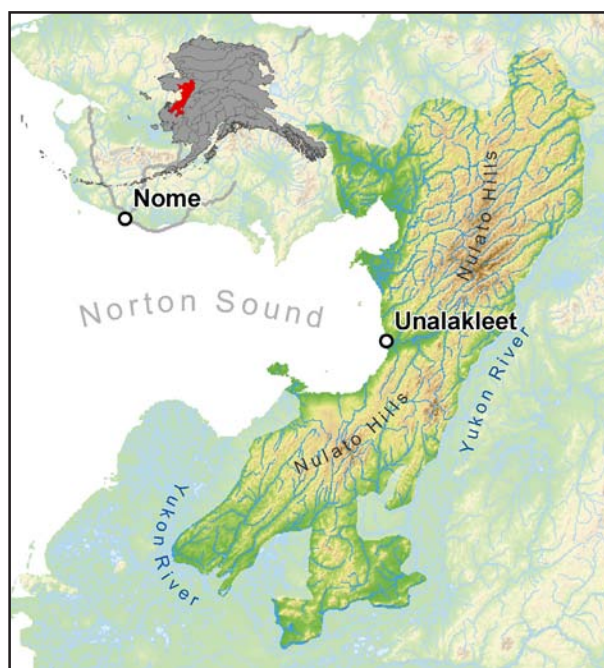 Nome
Nulato Hills
Norton Sound
Unalakleet
Yukon River
Nulato Hills
Yukon River